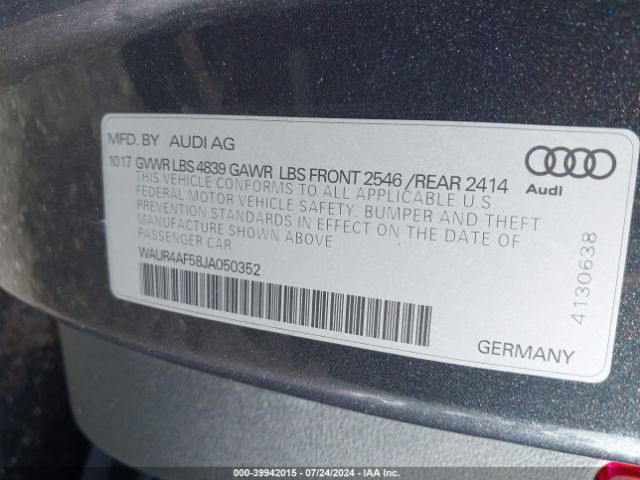 MFD. BY AUDI AG
1017 GVWR LBS 4839 GAWR LBS FRONT 2546 /REAR 2414
THIS VEHICLE CONFORMS TO ALL APPLICABLE U.S
FEDERAL MOTOR VEHICLE SAFETY, BUMPER AND THEFT
PREVENTION STANDARDS IN EFFECT ON THE DATE OF
MANUFACTURE SHOWN ABOVE
PASSENGER CAR
WAUR4AF58JA050352
Audi
4130638
GERMANY
000-39942015 - 07/24/2024 - IAA Inc.